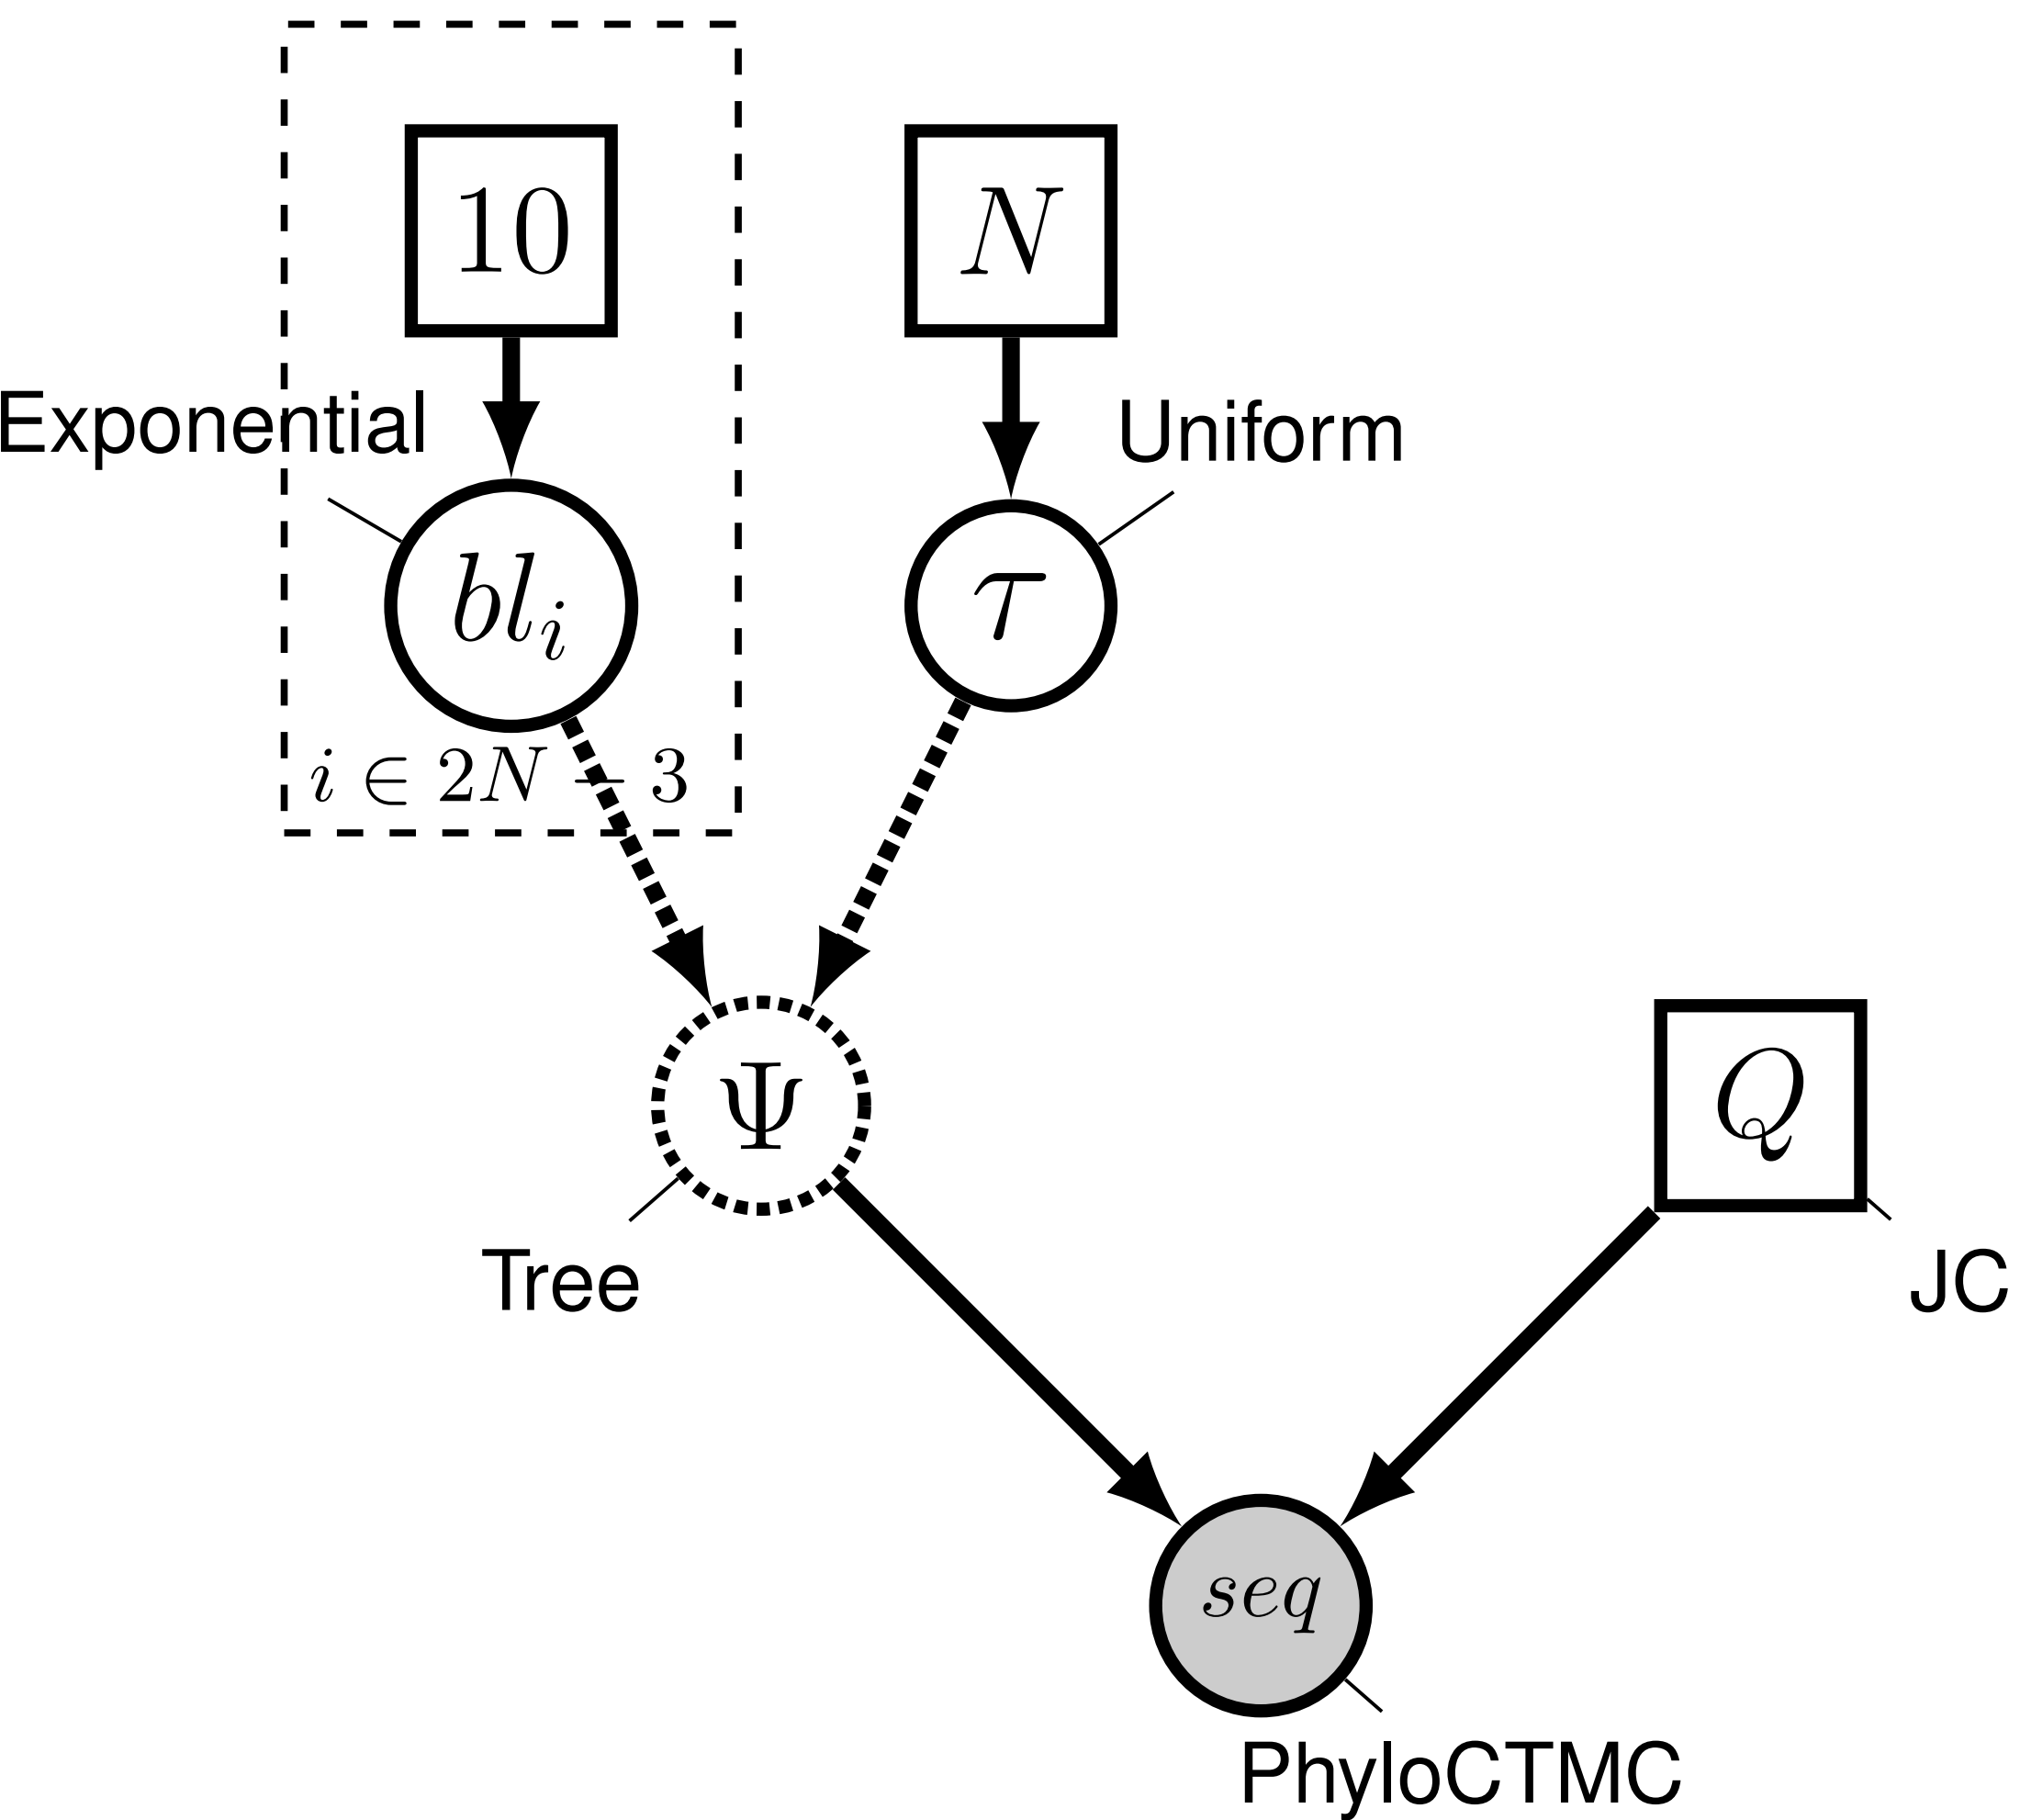 10
N
Exponential
Uniform
bl_i
τ
i ∈ 2N − 3
Ψ
Q
Tree
JC
seq
PhyloCTMC